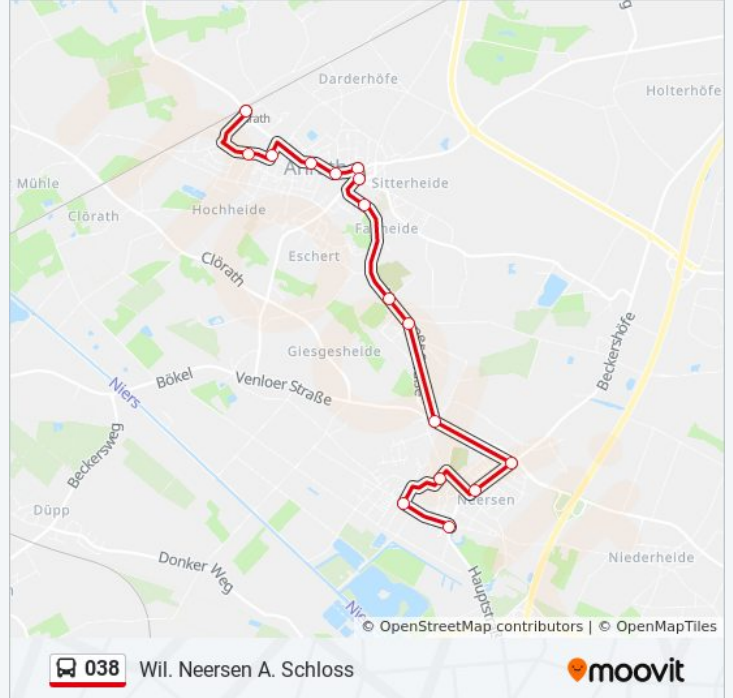 Darderhöfe
Holterhöfe
Mühle
Sitterheide
Hochheide
Clörath
Eschert
Clörath
Giesgesheide
Beckershöfe
Bökel
Venloer Straße
Niers
Beckersweg
Neersen
Düpp
Donker Weg
Niederheide
© OpenStreetMap contributors | © OpenMapTiles
038 Wil. Neersen A. Schloss
moovit